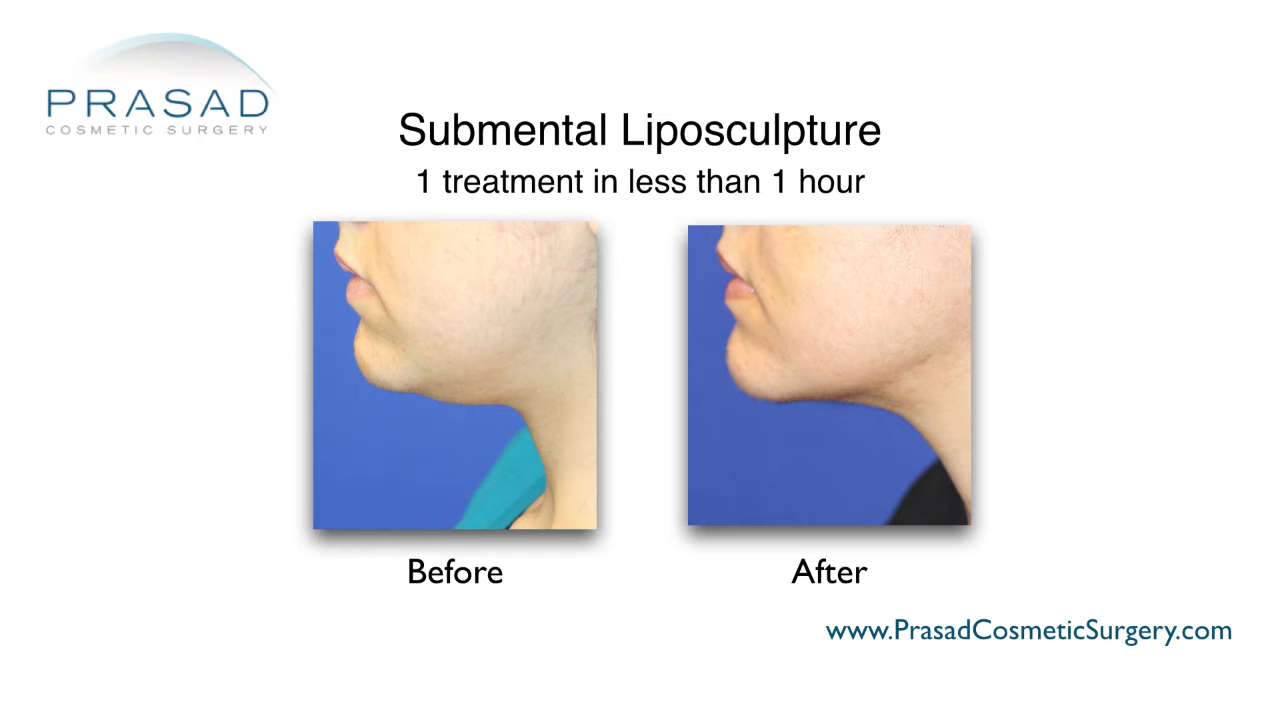 PRASAD
COSMETIC SURGERY
Submental Liposculpture
1 treatment in less than 1 hour
Before
After
www.PrasadCosmeticSurgery.com